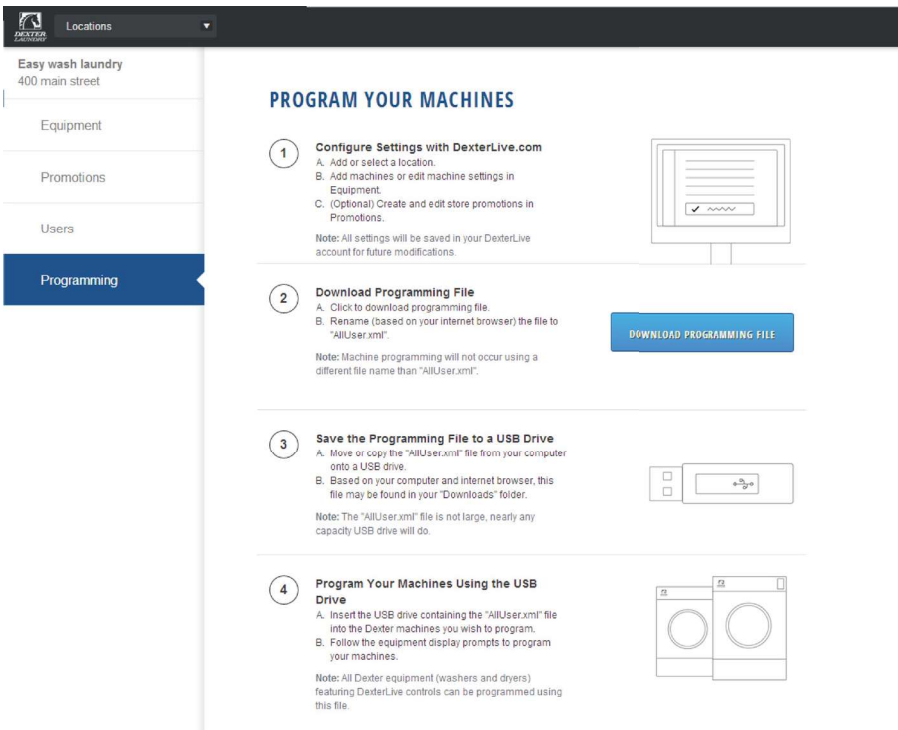 DEXTER
LAUNDRY
Locations
Easy wash laundry
400 main street
Equipment
Promotions
Users
Programming
PROGRAM YOUR MACHINES
1
Configure Settings with DexterLive.com
A. Add or select a location.
B. Add machines or edit machine settings in
Equipment.
C. (Optional) Create and edit store promotions in
Promotions.
Note: All settings will be saved in your DexterLive
account for future modifications.
2
Download Programming File
A. Click to download programming file.
B. Rename (based on your internet browser) the file to
"AllUser.xml".
Note: Machine programming will not occur using a
different file name than "AllUser.xml".
DOWNLOAD PROGRAMMING FILE
3
Save the Programming File to a USB Drive
A. Move or copy the "AllUser.xml" file from your computer
onto a USB drive.
B. Based on your computer and internet browser, this
file may be found in your "Downloads" folder.
Note: The "AllUser.xml" file is not large, nearly any
capacity USB drive will do.
4
Program Your Machines Using the USB
Drive
A. Insert the USB drive containing the "AllUser.xml" file
into the Dexter machines you wish to program.
B. Follow the equipment display prompts to program
your machines.
Note: All Dexter equipment (washers and dryers)
featuring DexterLive controls can be programmed using
this file.